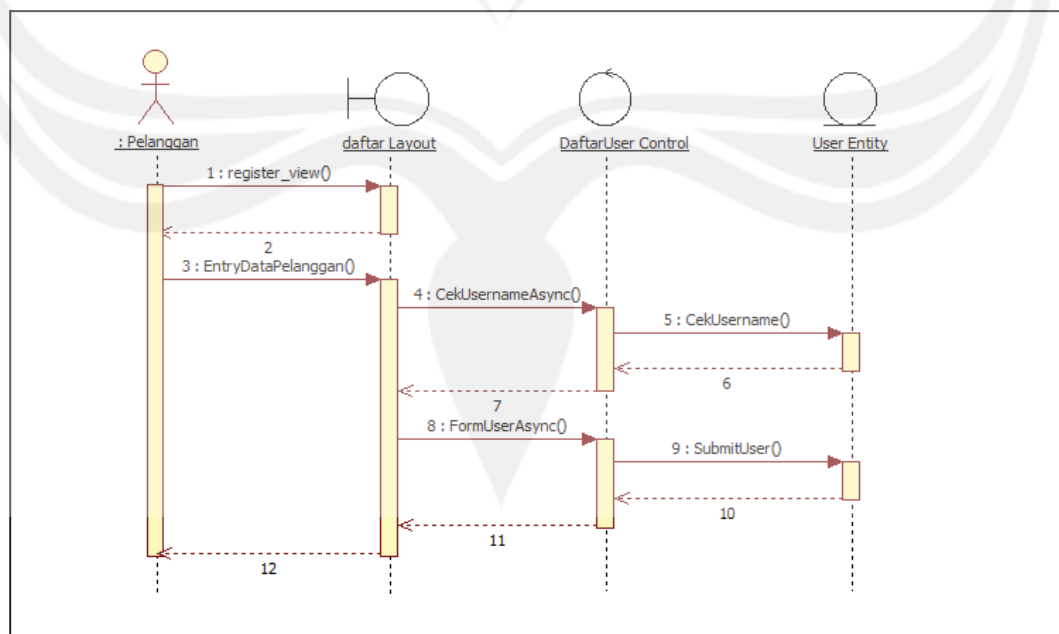 : Pelanggan
daftar Layout
DaftarUser Control
User Entity
1 : register_view()
2
3 : EntryDataPelanggan()
4 : CekUsernameAsync()
5 : CekUsername()
6
7
8 : FormUserAsync()
9 : SubmitUser()
10
11
12